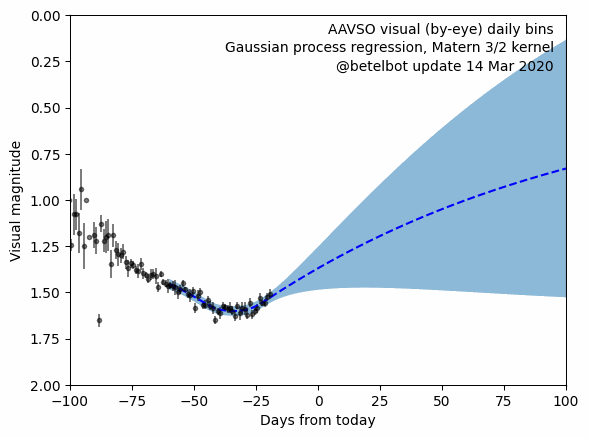 AAVSO visual (by-eye) daily bins
Gaussian process regression, Matern 3/2 kernel
@betelbot update 14 Mar 2020
0.00
0.25
0.50
0.75
1.00
1.25
1.50
1.75
2.00
Visual magnitude
−100 −75 −50 −25 0 25 50 75 100
Days from today